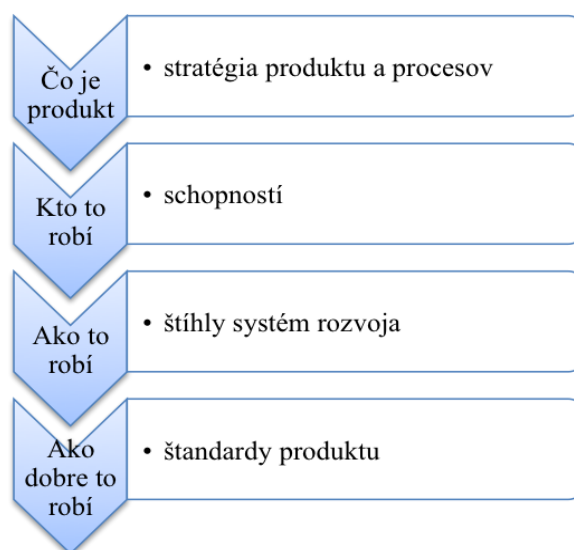 Čo je
produkt
• stratégia produktu a procesov
Kto to
robí
• schopností
Ako to
robí
• štíhly systém rozvoja
Ako
dobre to
robí
• štandardy produktu